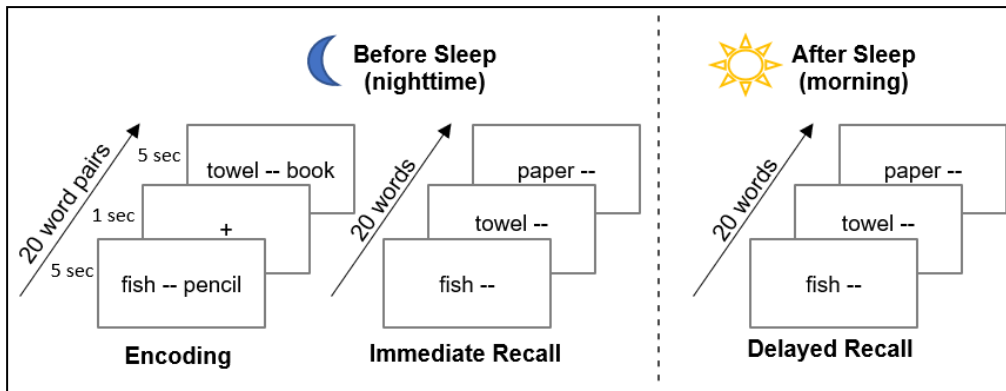 Before Sleep
(nighttime)
After Sleep
(morning)
20 word pairs
5 sec
towel -- book
1 sec
+
5 sec
fish -- pencil
Encoding
20 words
paper --
towel --
fish --
Immediate Recall
20 words
paper --
towel --
fish --
Delayed Recall